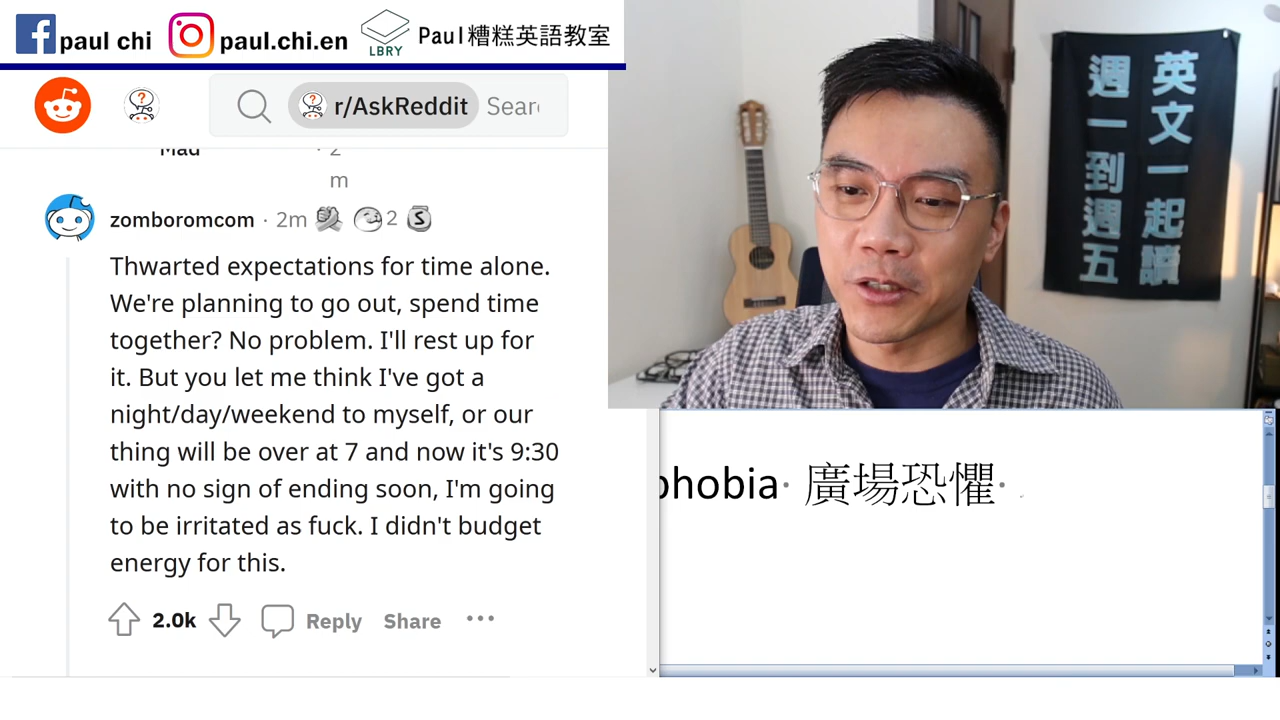 paul chi
paul.chi.en
LBRY
Paul糟糕英語教室
r/AskReddit
zomboromcom · 2m
2
Thwarted expectations for time alone.
We're planning to go out, spend time
together? No problem. I'll rest up for
it. But you let me think I've got a
night/day/weekend to myself, or our
thing will be over at 7 and now it's 9:30
with no sign of ending soon, I'm going
to be irritated as fuck. I didn't budget
energy for this.
2.0k
Reply
Share
英文一起讀
週一到週五
phobia 廣場恐懼